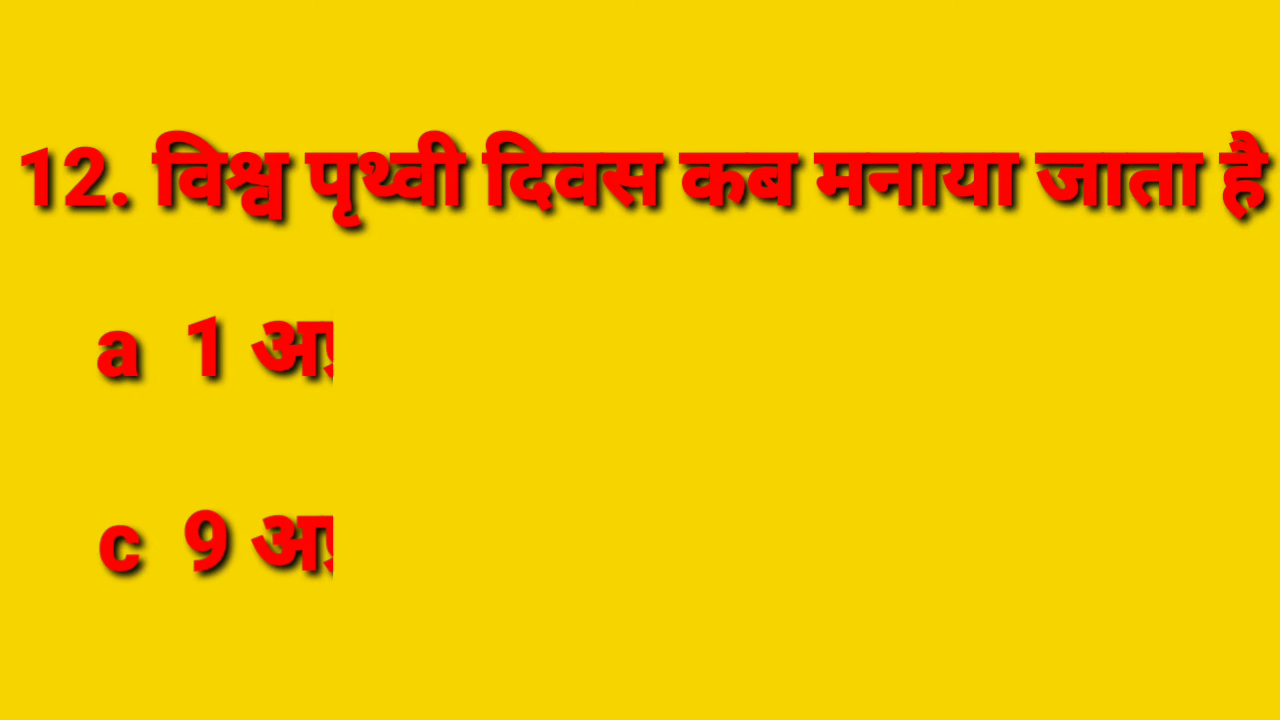 12. विश्व पृथ्वी दिवस कब मनाया जाता है
a 1
c 9